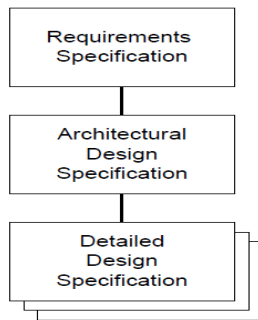 Requirements
Specification
Architectural
Design
Specification
Detailed
Design
Specification